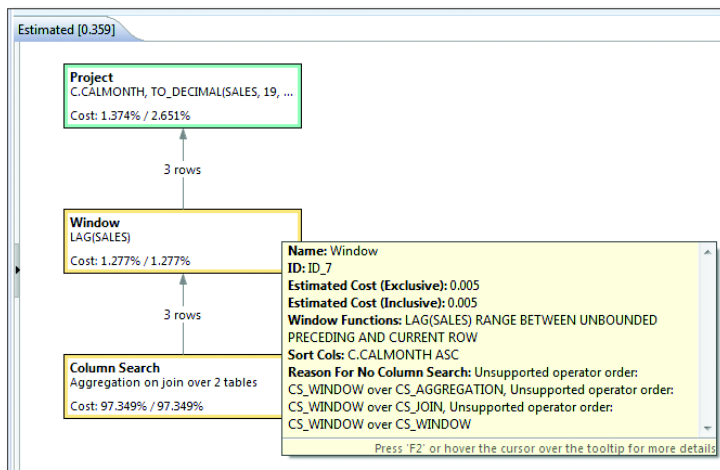 Estimated [0.359]
Project
C.CALMONTH, TO_DECIMAL(SALES, 19, ...
Cost: 1.374% / 2.651%
3 rows
Window
LAG(SALES)
Cost: 1.277% / 1.277%
3 rows
Column Search
Aggregation on join over 2 tables
Cost: 97.349% / 97.349%
Name: Window
ID: ID_7
Estimated Cost (Exclusive): 0.005
Estimated Cost (Inclusive): 0.005
Window Functions: LAG(SALES) RANGE BETWEEN UNBOUNDED
PRECEDING AND CURRENT ROW
Sort Cols: C.CALMONTH ASC
Reason For No Column Search: Unsupported operator order:
CS_WINDOW over CS_AGGREGATION, Unsupported operator order:
CS_WINDOW over CS_JOIN, Unsupported operator order:
CS_WINDOW over CS_WINDOW
Press 'F2' or hover the cursor over the tooltip for more details